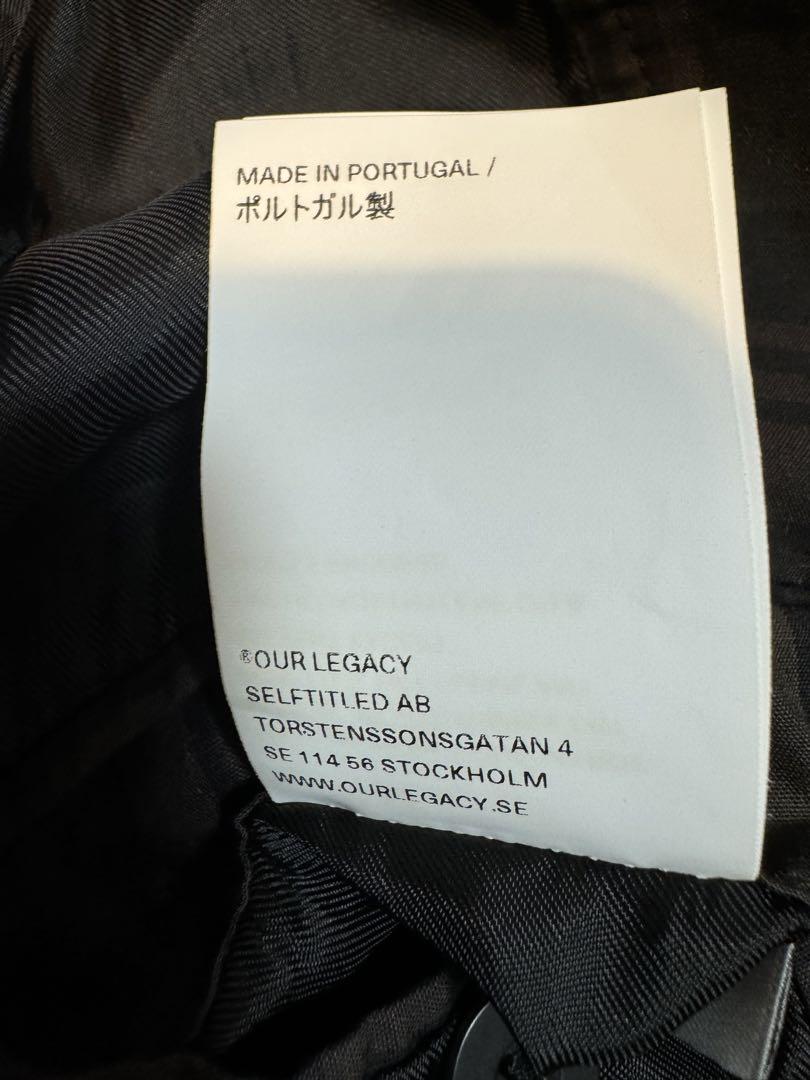 MADE IN PORTUGAL /
ポルトガル製
®OUR LEGACY
SELFTITLED AB
TORSTENSSONSGATAN 4
SE 114 56 STOCKHOLM
WWW.OURLEGACY.SE